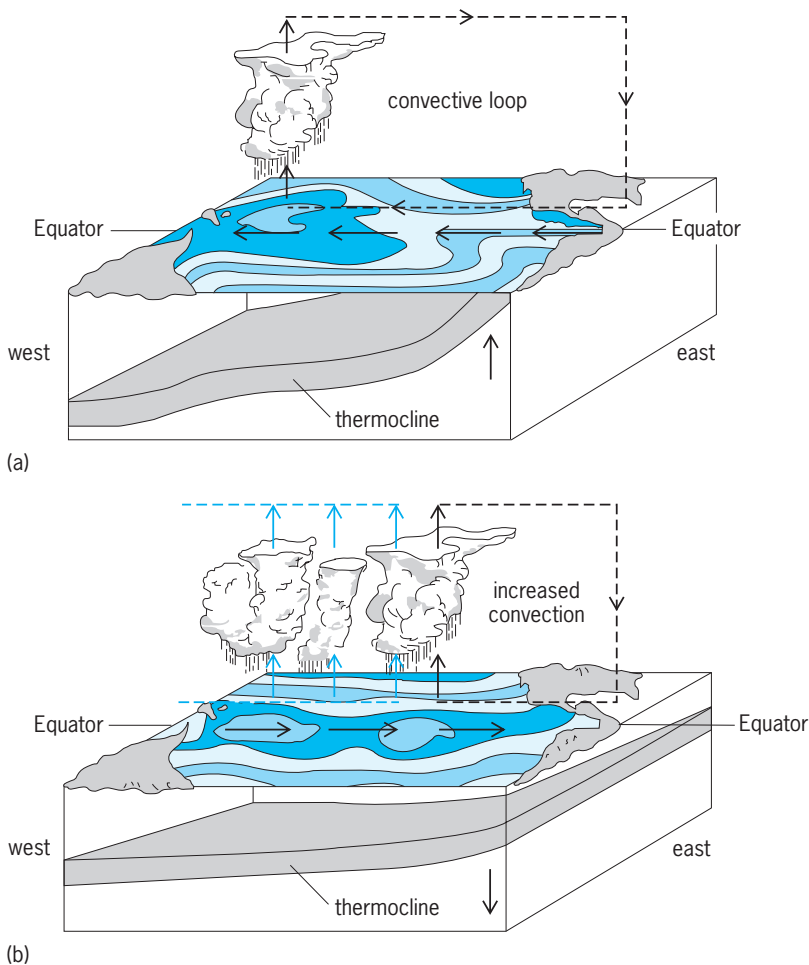 convective loop
Equator
Equator
west
east
thermocline
(a)
increased
convection
Equator
Equator
west
east
thermocline
(b)